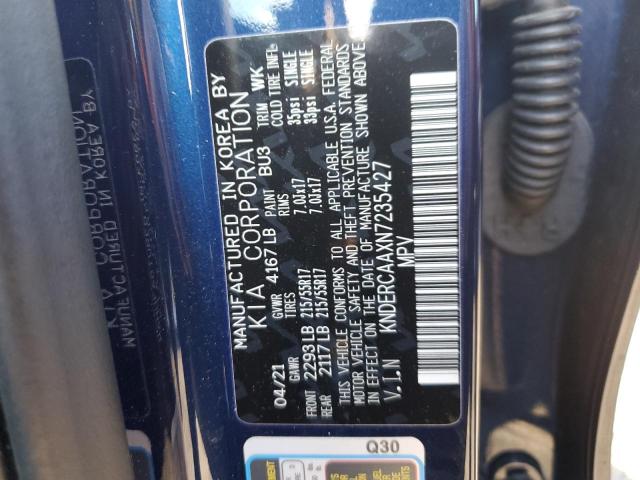 MANUFACTURED IN KOREA BY
KIA CORPORATION
04/21 GVWR 4167 LB PAINT BU3 TRIM WK
GAWR TIRES RIMS COLD TIRE INFL
FRONT 2293 LB 215/55R17 7.0JX17 35psi SINGLE
REAR 2117 LB 215/55R17 7.0JX17 33psi SINGLE
THIS VEHICLE CONFORMS TO ALL APPLICABLE U.S.A. FEDERAL
MOTOR VEHICLE SAFETY AND THEFT PREVENTION STANDARDS
IN EFFECT ON THE DATE OF MANUFACTURE SHOWN ABOVE
V.I.N KNDERCAAXN7235427
MPV
Q30